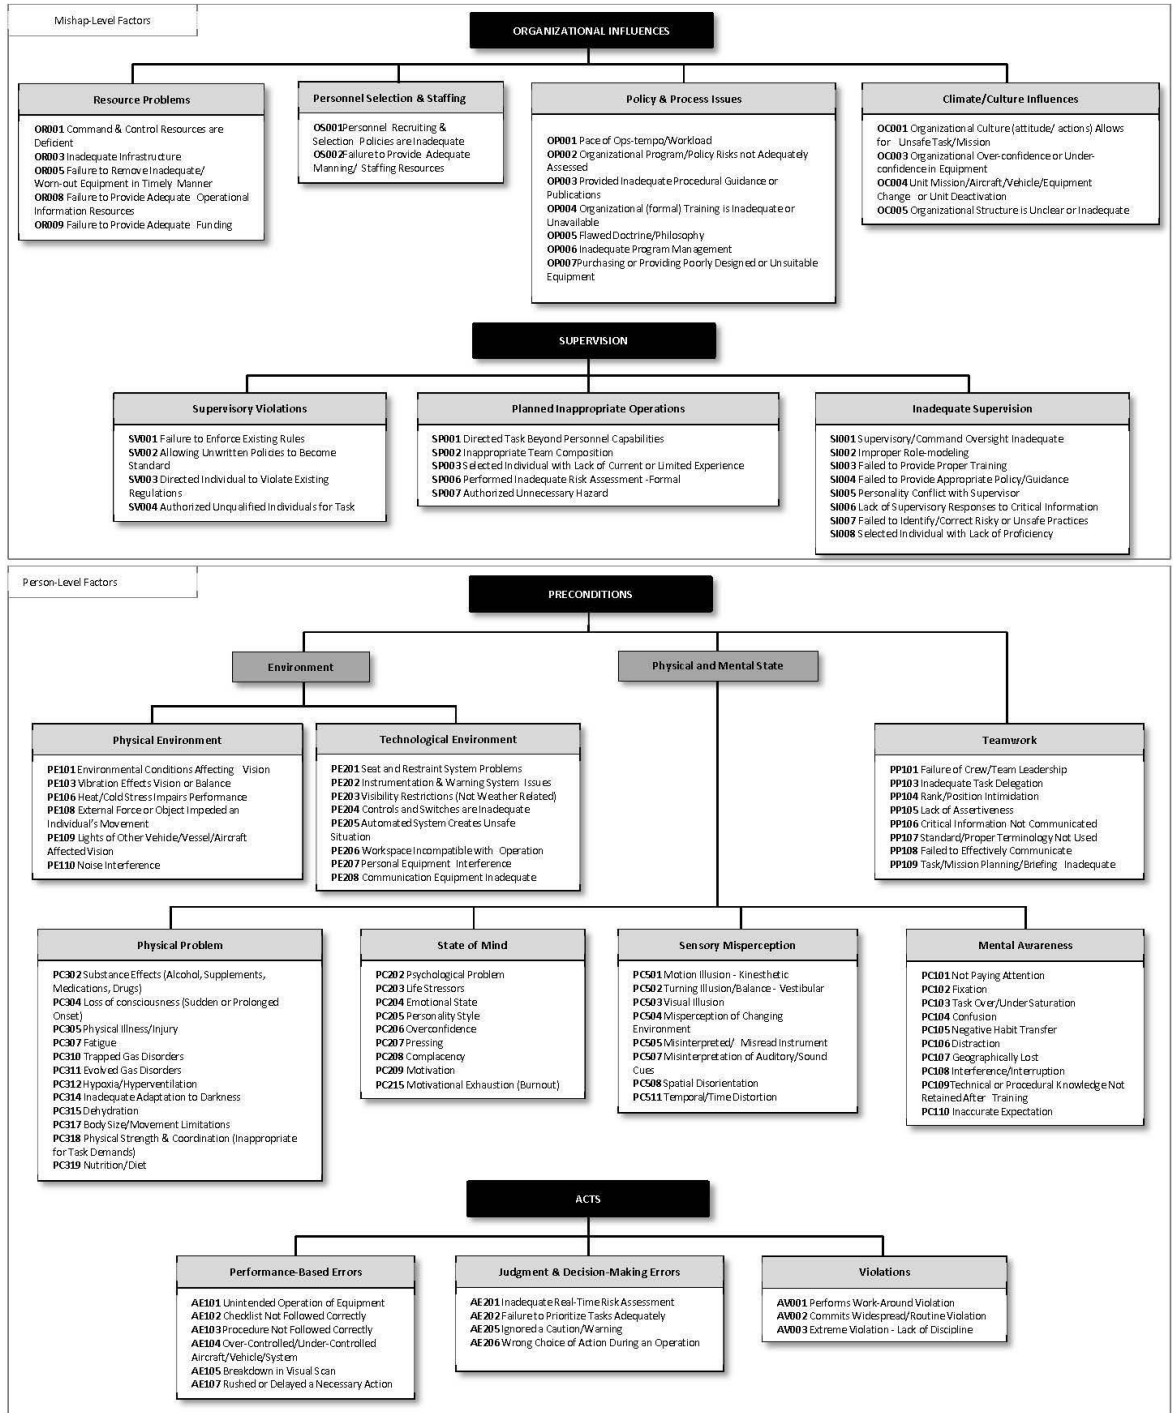 Mishap-Level Factors
ORGANIZATIONAL INFLUENCES
Resource Problems
OR001 Command & Control Resources are
Deficient
OR003 Inadequate Infrastructure
OR005 Failure to Remove Inadequate/
Worn-out Equipment in Timely Manner
OR008 Failure to Provide Adequate Operational
Information Resources
OR009 Failure to Provide Adequate Funding
Personnel Selection & Staffing
OS001Personnel Recruiting &
Selection Policies are Inadequate
OS002Failure to Provide Adequate
Manning/ Staffing Resources
Policy & Process Issues
OP001 Pace of Ops-tempo/Workload
OP002 Organizational Program/Policy Risks not Adequately
Assessed
OP003 Provided Inadequate Procedural Guidance or
Publications
OP004 Organizational (formal) Training is Inadequate or
Unavailable
OP005 Flawed Doctrine/Philosophy
OP006 Inadequate Program Management
OP007Purchasing or Providing Poorly Designed or Unsuitable
Equipment
Climate/Culture Influences
OC001 Organizational Culture (attitude/ actions) Allows
for Unsafe Task/Mission
OC003 Organizational Over-confidence or Under-
confidence in Equipment
OC004 Unit Mission/Aircraft/Vehicle/Equipment
Change or Unit Deactivation
OC005 Organizational Structure is Unclear or Inadequate
SUPERVISION
Supervisory Violations
SV001 Failure to Enforce Existing Rules
SV002 Allowing Unwritten Policies to Become
Standard
SV003 Directed Individual to Violate Existing
Regulations
SV004 Authorized Unqualified Individuals for Task
Planned Inappropriate Operations
SP001 Directed Task Beyond Personnel Capabilities
SP002 Inappropriate Team Composition
SP003 Selected Individual with Lack of Current or Limited Experience
SP006 Performed Inadequate Risk Assessment -Formal
SP007 Authorized Unnecessary Hazard
Inadequate Supervision
SI001 Supervisory/Command Oversight Inadequate
SI002 Improper Role-modeling
SI003 Failed to Provide Proper Training
SI004 Failed to Provide Appropriate Policy/Guidance
SI005 Personality Conflict with Supervisor
SI006 Lack of Supervisory Responses to Critical Information
SI007 Failed to Identify/Correct Risky or Unsafe Practices
SI008 Selected Individual with Lack of Proficiency
Person-Level Factors
PRECONDITIONS
Environment
Physical and Mental State
Physical Environment
PE101 Environmental Conditions Affecting Vision
PE103 Vibration Effects Vision or Balance
PE106 Heat/Cold Stress Impairs Performance
PE108 External Force or Object Impeded an
Individual's Movement
PE109 Lights of Other Vehicle/Vessel/Aircraft
Affected Vision
PE110 Noise Interference
Technological Environment
PE201 Seat and Restraint System Problems
PE202 Instrumentation & Warning System Issues
PE203 Visibility Restrictions (Not Weather Related)
PE204 Controls and Switches are Inadequate
PE205 Automated System Creates Unsafe
Situation
PE206 Workspace Incompatible with Operation
PE207 Personal Equipment Interference
PE208 Communication Equipment Inadequate
Teamwork
PP101 Failure of Crew/Team Leadership
PP103 Inadequate Task Delegation
PP104 Rank/Position Intimidation
PP105 Lack of Assertiveness
PP106 Critical Information Not Communicated
PP107 Standard/Proper Terminology Not Used
PP108 Failed to Effectively Communicate
PP109 Task/Mission Planning/Briefing Inadequate
Physical Problem
PC302 Substance Effects (Alcohol, Supplements,
Medications, Drugs)
PC304 Loss of consciousness (Sudden or Prolonged
Onset)
PC305 Physical Illness/Injury
PC307 Fatigue
PC310 Trapped Gas Disorders
PC311 Evolved Gas Disorders
PC312 Hypoxia/Hyperventilation
PC314 Inadequate Adaptation to Darkness
PC315 Dehydration
PC317 Body Size/Movement Limitations
PC318 Physical Strength & Coordination (Inappropriate
for Task Demands)
PC319 Nutrition/Diet
State of Mind
PC202 Psychological Problem
PC203 Life Stressors
PC204 Emotional State
PC205 Personality Style
PC206 Overconfidence
PC207 Pressing
PC208 Complacency
PC209 Motivation
PC215 Motivational Exhaustion (Burnout)
Sensory Misperception
PC501 Motion Illusion - Kinesthetic
PC502 Turning Illusion/Balance - Vestibular
PC503 Visual Illusion
PC504 Misperception of Changing
Environment
PC505 Misinterpreted/ Misread Instrument
PC507 Misinterpretation of Auditory/Sound
Cues
PC508 Spatial Disorientation
PC511 Temporal/Time Distortion
Mental Awareness
PC101 Not Paying Attention
PC102 Fixation
PC103 Task Over/Under Saturation
PC104 Confusion
PC105 Negative Habit Transfer
PC106 Distraction
PC107 Geographically Lost
PC108 Interference/Interruption
PC109Technical or Procedural Knowledge Not
Retained After Training
PC110 Inaccurate Expectation
ACTS
Performance-Based Errors
AE101 Unintended Operation of Equipment
AE102 Checklist Not Followed Correctly
AE103 Procedure Not Followed Correctly
AE104 Over-Controlled/Under-Controlled
Aircraft/Vehicle/System
AE105 Breakdown in Visual Scan
AE107 Rushed or Delayed a Necessary Action
Judgment & Decision-Making Errors
AE201 Inadequate Real-Time Risk Assessment
AE202 Failure to Prioritize Tasks Adequately
AE205 Ignored a Caution/Warning
AE206 Wrong Choice of Action During an Operation
Violations
AV001 Performs Work-Around Violation
AV002 Commits Widespread/Routine Violation
AV003 Extreme Violation - Lack of Discipline